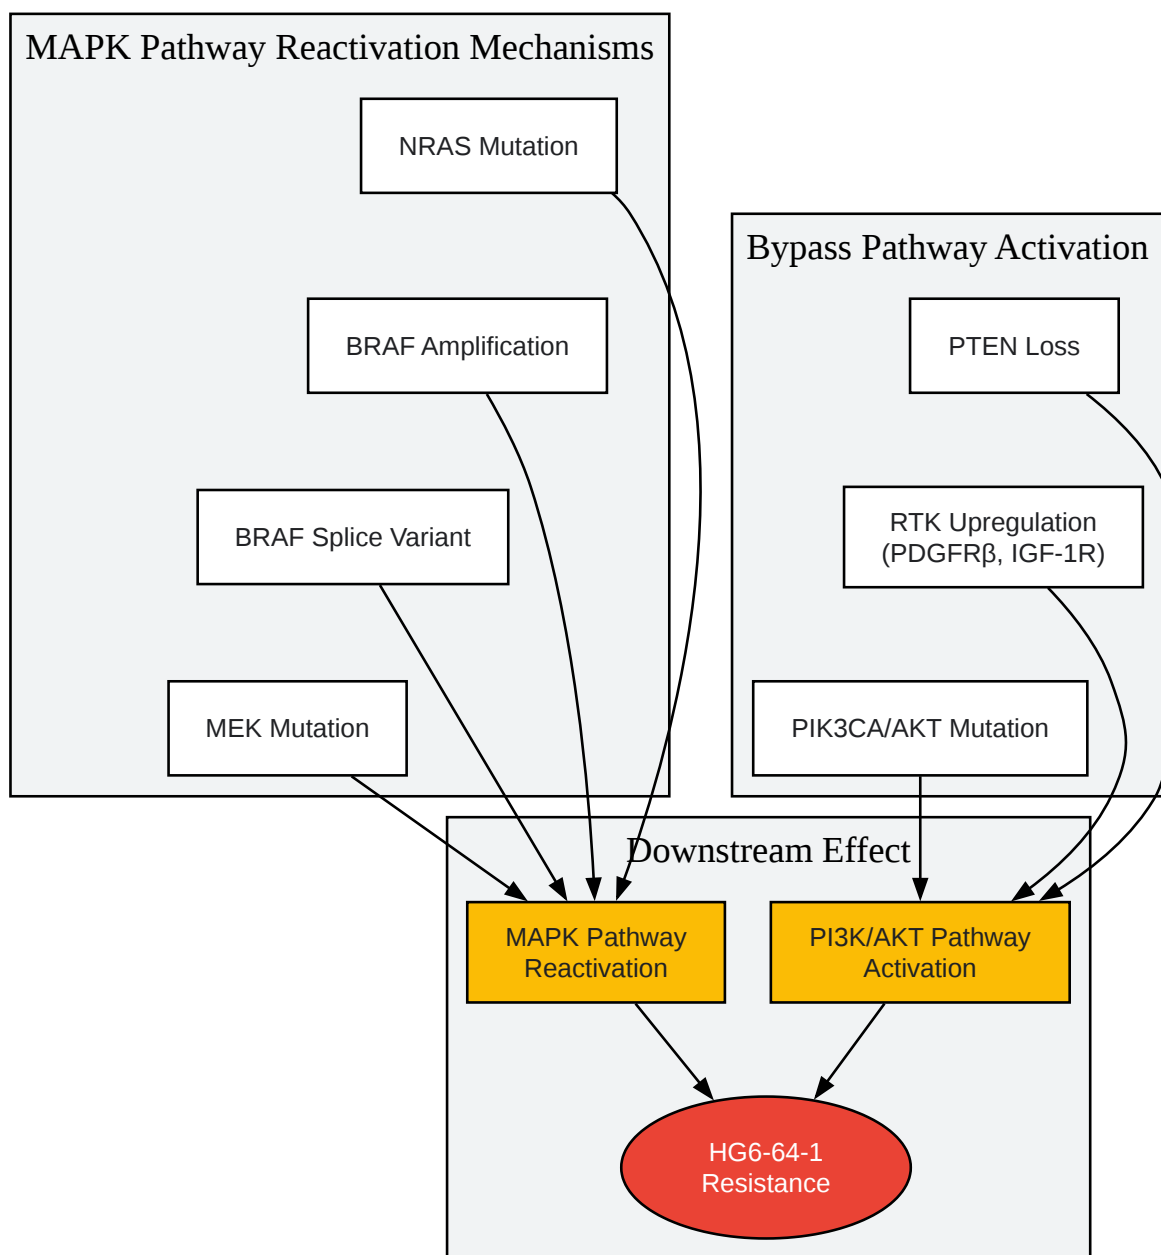 MAPK Pathway Reactivation Mechanisms
NRAS Mutation
BRAF Amplification
BRAF Splice Variant
MEK Mutation
Bypass Pathway Activation
PTEN Loss
RTK Upregulation
(PDGFRβ, IGF-1R)
PIK3CA/AKT Mutation
Downstream Effect
MAPK Pathway
Reactivation
PI3K/AKT Pathway
Activation
HG6-64-1
Resistance